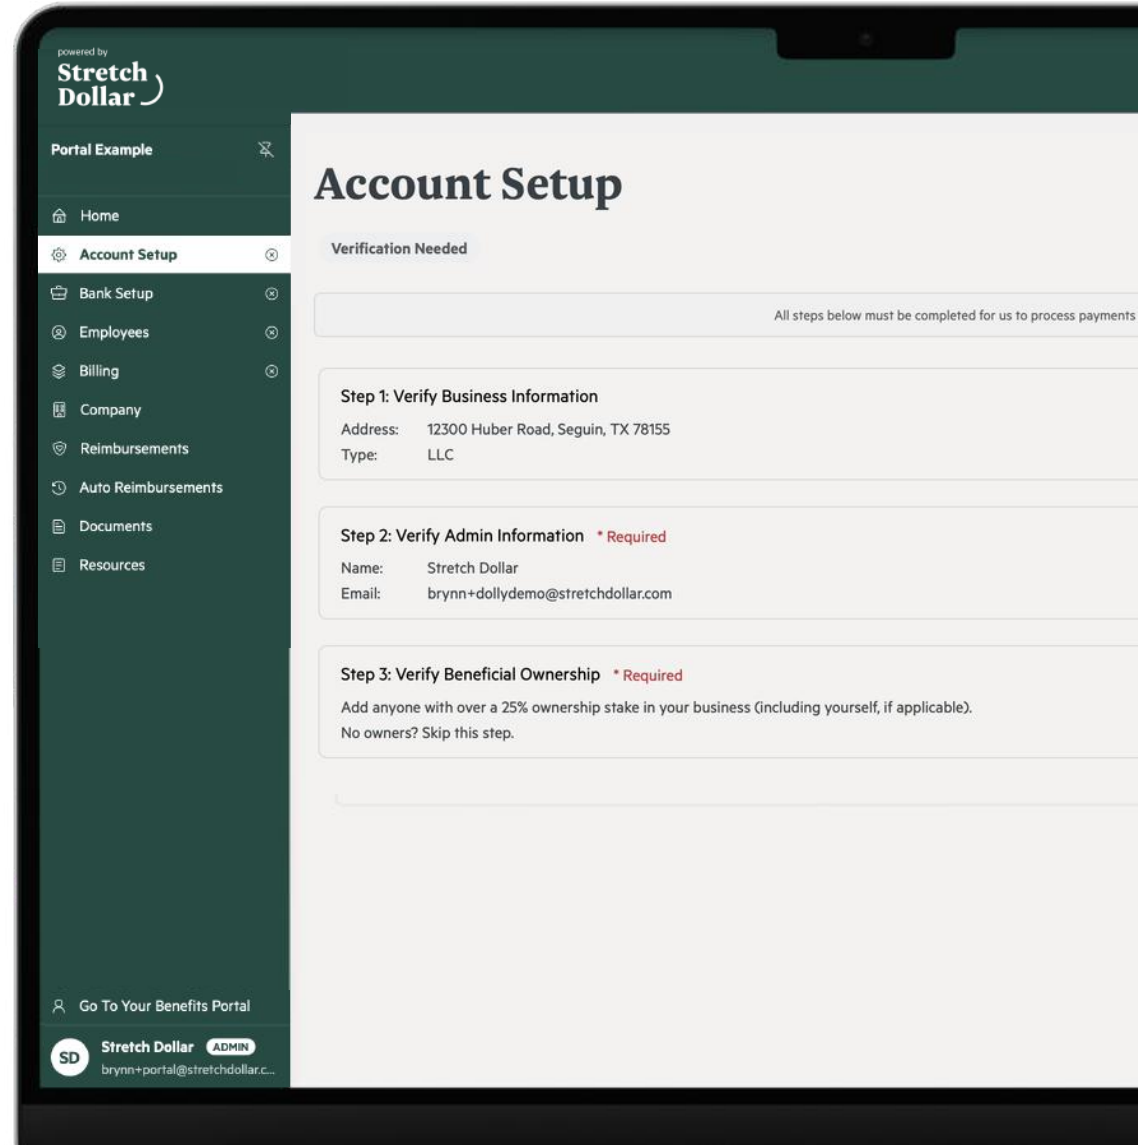 powered by
Stretch
Dollar
Portal Example
Home
Account Setup
Bank Setup
Employees
Billing
Company
Reimbursements
Auto Reimbursements
Documents
Resources
Go To Your Benefits Portal
SD
Stretch Dollar ADMIN
brynn+portal@stretchdollar.c...
Account Setup
Verification Needed
All steps below must be completed for us to process payments
Step 1: Verify Business Information
Address: 12300 Huber Road, Seguin, TX 78155
Type: LLC
Step 2: Verify Admin Information * Required
Name: Stretch Dollar
Email: brynn+dollydemo@stretchdollar.com
Step 3: Verify Beneficial Ownership * Required
Add anyone with over a 25% ownership stake in your business (including yourself, if applicable).
No owners? Skip this step.